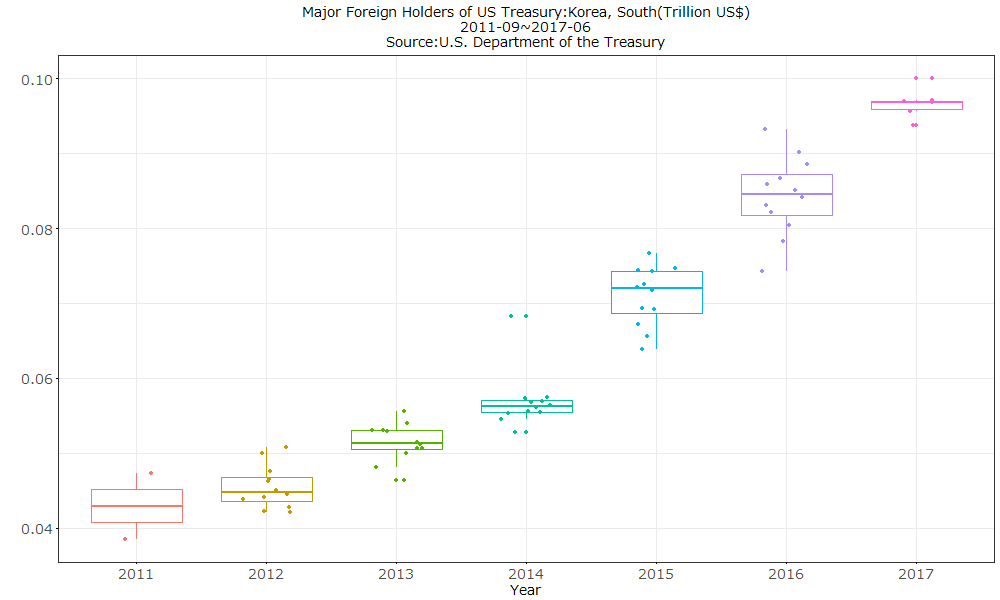 Major Foreign Holders of US Treasury:Korea, South(Trillion US$)
2011-09~2017-06
Source:U.S. Department of the Treasury
0.10
0.08
0.06
0.04
2011 2012 2013 2014 2015 2016 2017
Year